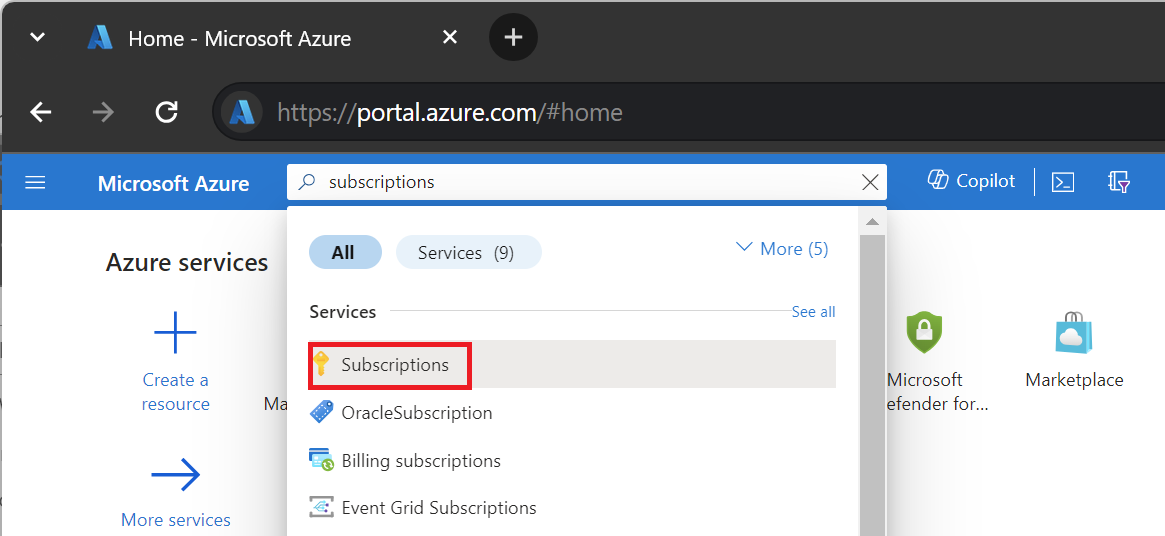 Home - Microsoft Azure
https://portal.azure.com/#home
Microsoft Azure
subscriptions
Copilot
All
Services (9)
More (5)
Azure services
Services
See all
Subscriptions
OracleSubscription
Billing subscriptions
Event Grid Subscriptions
Create a
resource
Ma
More services
Microsoft
efender for...
Marketplace